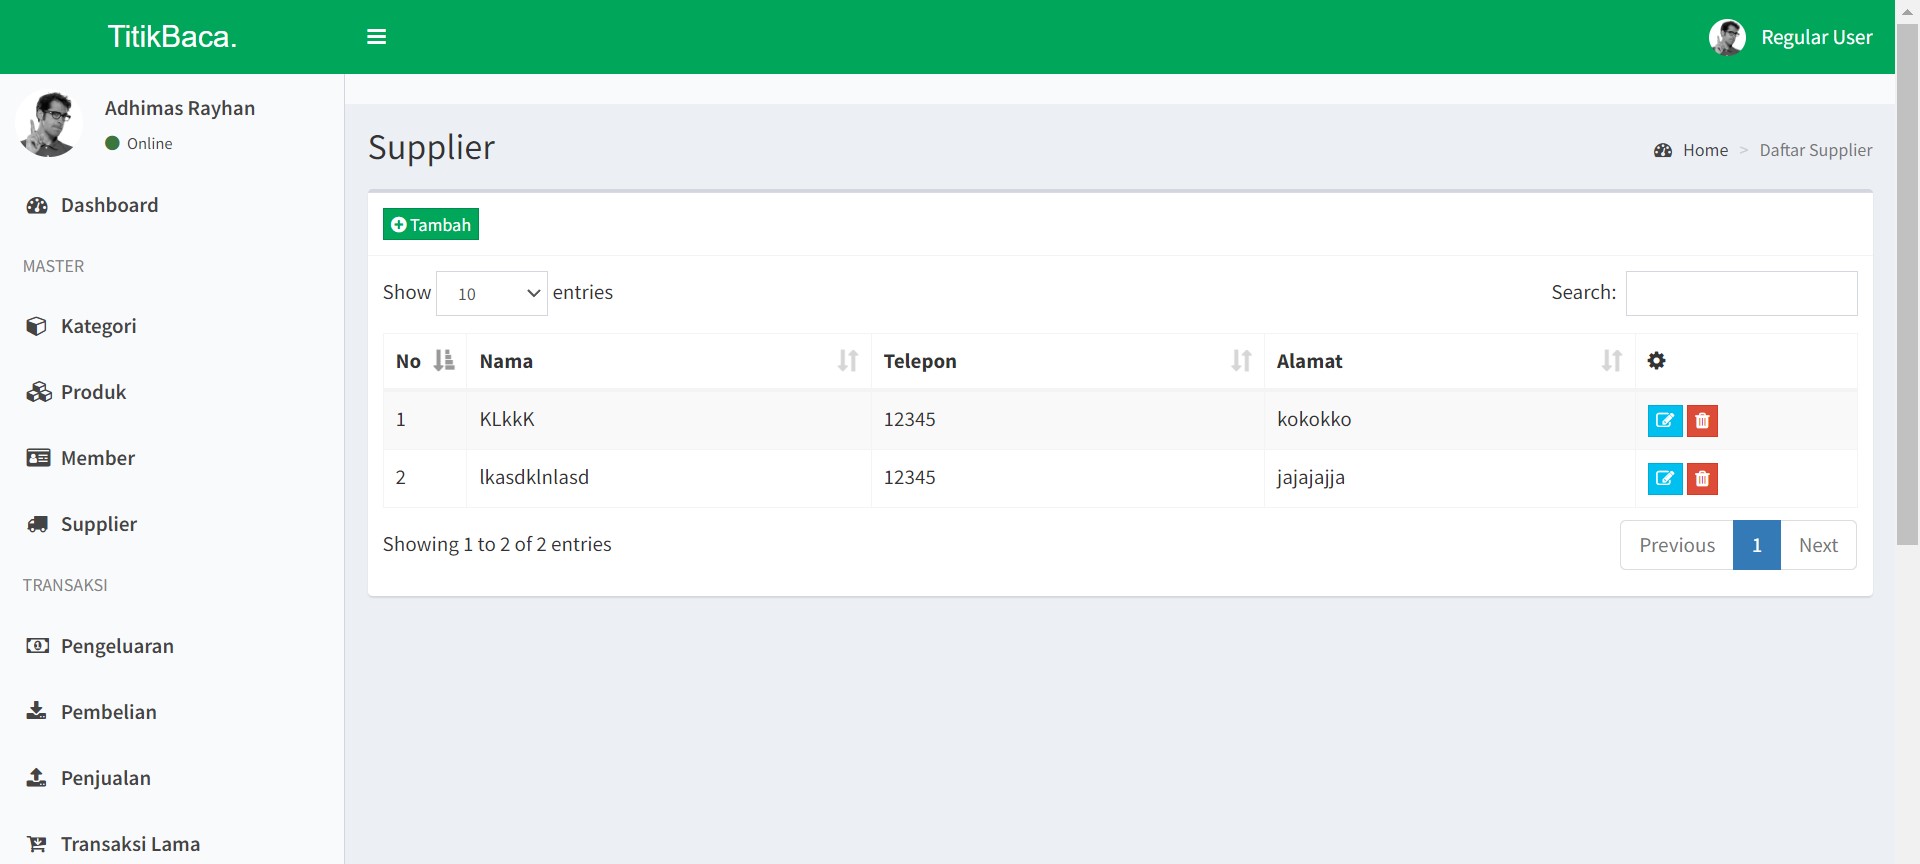 TitikBaca.
Regular User
Adhimas Rayhan
Online
Dashboard
MASTER
Kategori
Produk
Member
Supplier
TRANSAKSI
Pengeluaran
Pembelian
Penjualan
Transaksi Lama
Supplier
Home > Daftar Supplier
Tambah
Show 10 entries
Search:
No Nama Telepon Alamat
1 KLkkK 12345 kokokko
2 lkasdklnlasd 12345 jajajajja
Showing 1 to 2 of 2 entries
Previous 1 Next